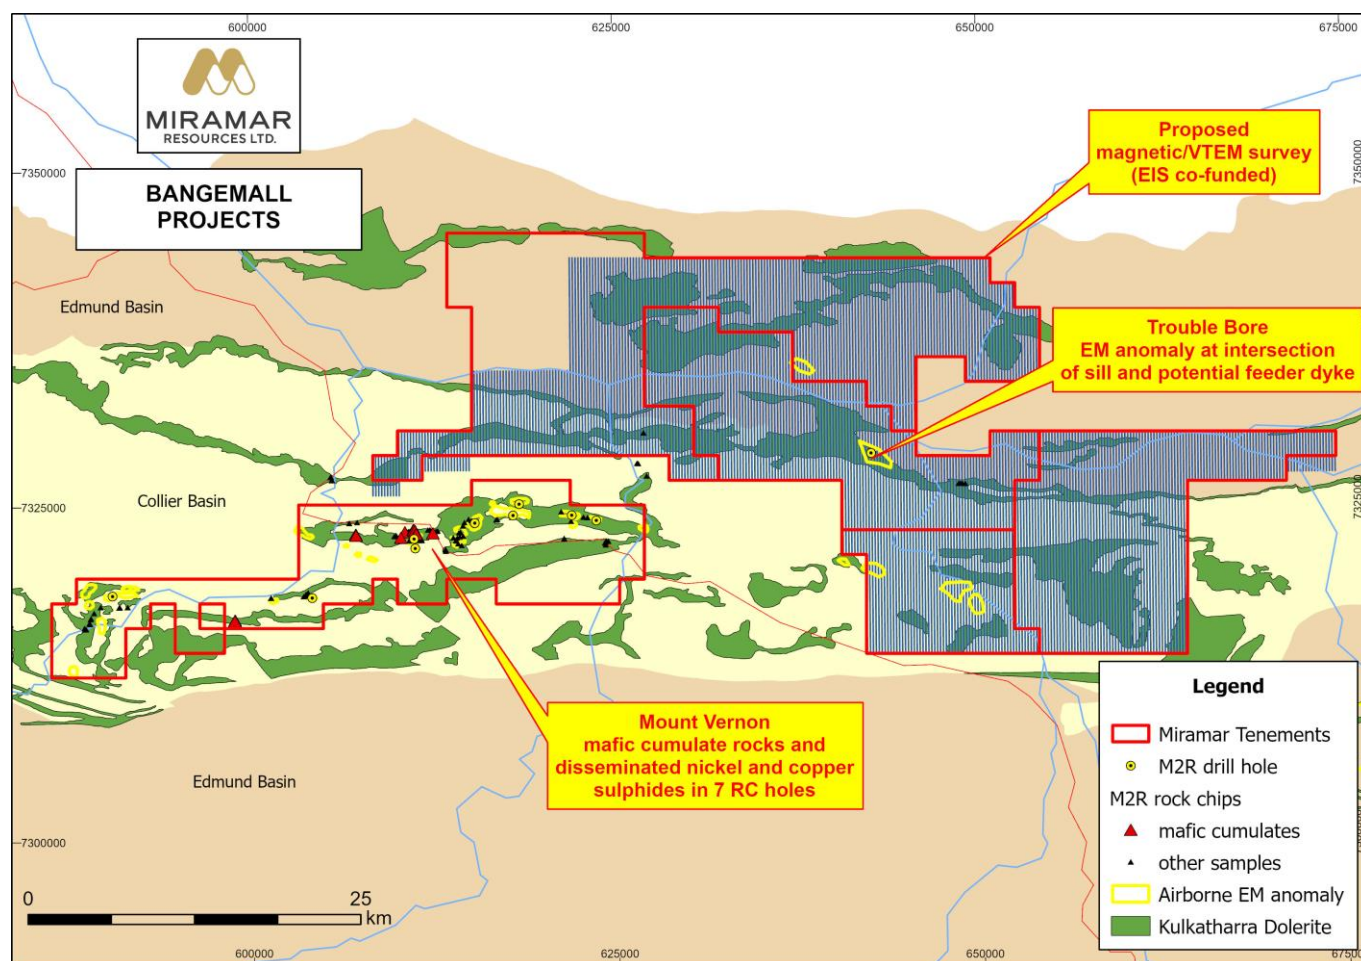 600000
625000
650000
675000
MIRAMAR
RESOURCES LTD.
BANGEMALL
PROJECTS
7350000
7350000
Proposed
magnetic/VTEM survey
(EIS co-funded)
Edmund Basin
Trouble Bore
EM anomaly at intersection
of sill and potential feeder dyke
Collier Basin
7325000
7325000
Mount Vernon
mafic cumulate rocks and
disseminated nickel and copper
sulphides in 7 RC holes
Edmund Basin
7300000
Legend
Miramar Tenements
M2R drill hole
M2R rock chips
mafic cumulates
other samples
Airborne EM anomaly
Kulkatharra Dolerite
0
25
km
600000
625000
650000